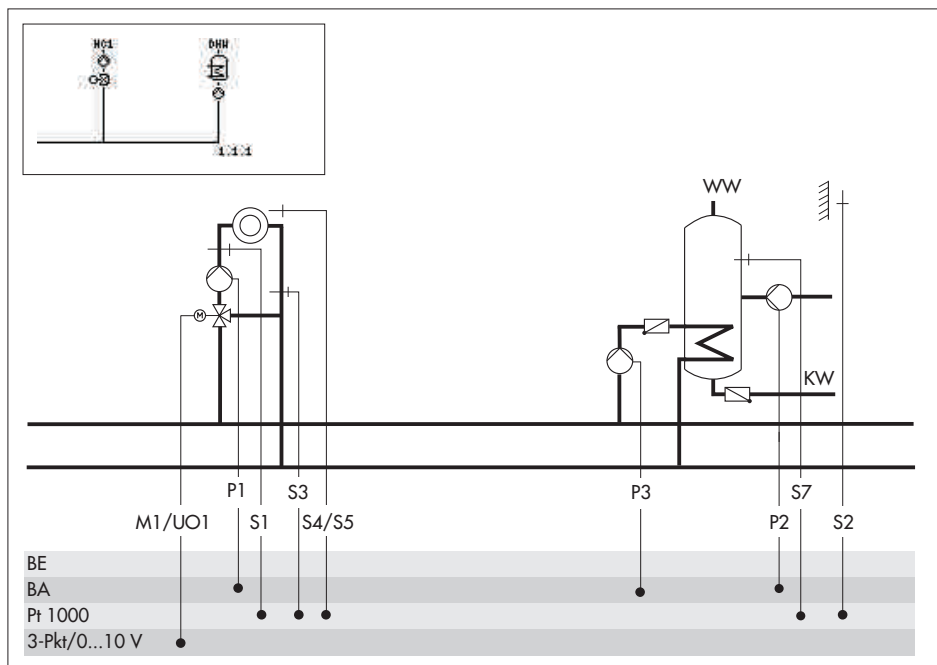 HC1 DHW
1.1.1
WW
M
KW
P1 S3 P3 S7
M1/UO1 S1 S4/S5 P2 S2
BE
BA
Pt 1000
3-Pkt/0...10 V